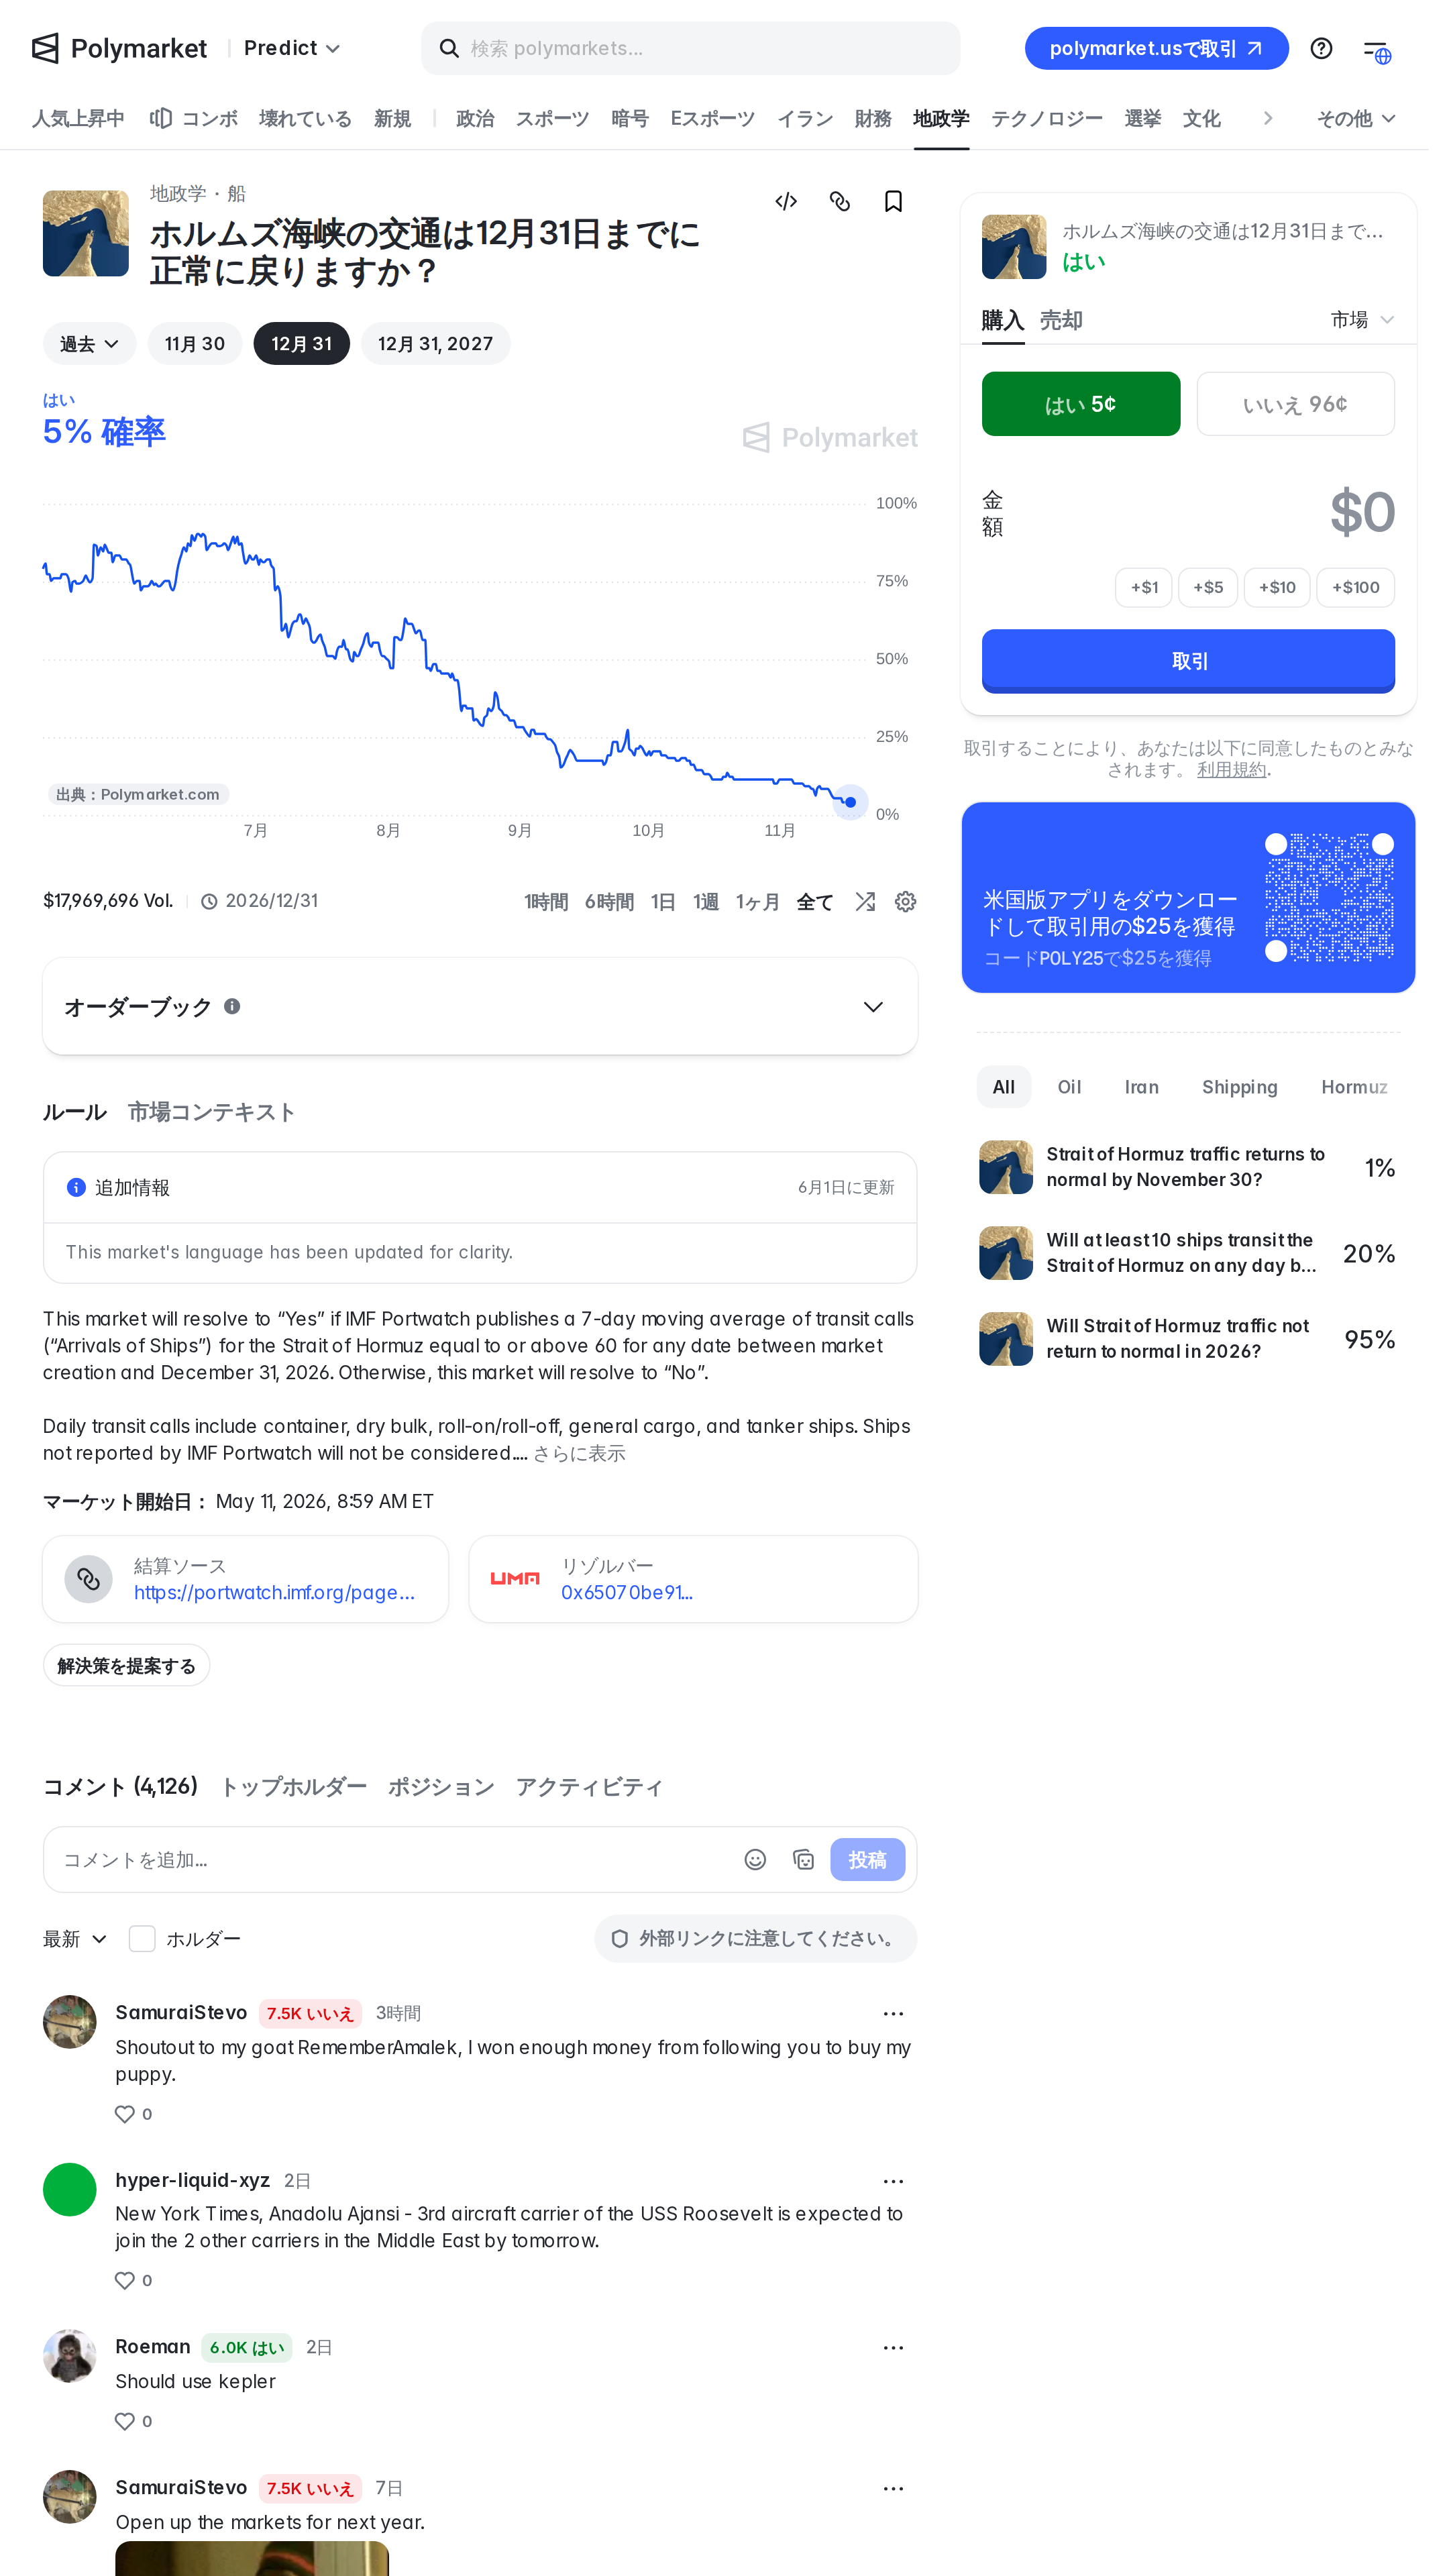 Polymarket
Predict
検索 polymarkets...
polymarket.usで取引
人気上昇中 コンボ 壊れている 新規 政治 スポーツ 暗号 Eスポーツ イラン 財務 地政学 テクノロジー 選挙 文化 その他
地政学・船
ホルムズ海峡の交通は12月31日までに
正常に戻りますか？
過去 11月 30 12月 31 12月 31, 2027
はい
5% 確率
Polymarket
100%
75%
50%
25%
0%
出典：Polymarket.com
7月 8月 9月 10月 11月
$17,969,696 Vol. 2026/12/31
1時間 6時間 1日 1週 1ヶ月 全て
オーダーブック
ルール 市場コンテキスト
追加情報 6月1日に更新
This market's language has been updated for clarity.
This market will resolve to “Yes” if IMF Portwatch publishes a 7-day moving average of transit calls
(“Arrivals of Ships”) for the Strait of Hormuz equal to or above 60 for any date between market
creation and December 31, 2026. Otherwise, this market will resolve to “No”.
Daily transit calls include container, dry bulk, roll-on/roll-off, general cargo, and tanker ships. Ships
not reported by IMF Portwatch will not be considered.... さらに表示
マーケット開始日： May 11, 2026, 8:59 AM ET
結算ソース
https://portwatch.imf.org/page...
UMA
リゾルバー
0x65070be91...
解決策を提案する
コメント (4,126) トップホルダー ポジション アクティビティ
コメントを追加...
投稿
最新 ホルダー
外部リンクに注意してください。
SamuraiStevo 7.5K いいえ 3時間
Shoutout to my goat RememberAmalek, I won enough money from following you to buy my
puppy.
0
hyper-liquid-xyz 2日
New York Times, Anadolu Ajansi - 3rd aircraft carrier of the USS Roosevelt is expected to
join the 2 other carriers in the Middle East by tomorrow.
0
Roeman 6.0K はい 2日
Should use kepler
0
SamuraiStevo 7.5K いいえ 7日
Open up the markets for next year.
ホルムズ海峡の交通は12月31日まで...
はい
購入 売却 市場
はい 5¢ いいえ 96¢
金
額
$0
+$1 +$5 +$10 +$100
取引
取引することにより、あなたは以下に同意したものとみな
されます。 利用規約.
米国版アプリをダウンロー
ドして取引用の$25を獲得
コードPOLY25で$25を獲得
All Oil Iran Shipping Hormuz
Strait of Hormuz traffic returns to
normal by November 30?
1%
Will at least 10 ships transit the
Strait of Hormuz on any day b...
20%
Will Strait of Hormuz traffic not
return to normal in 2026?
95%